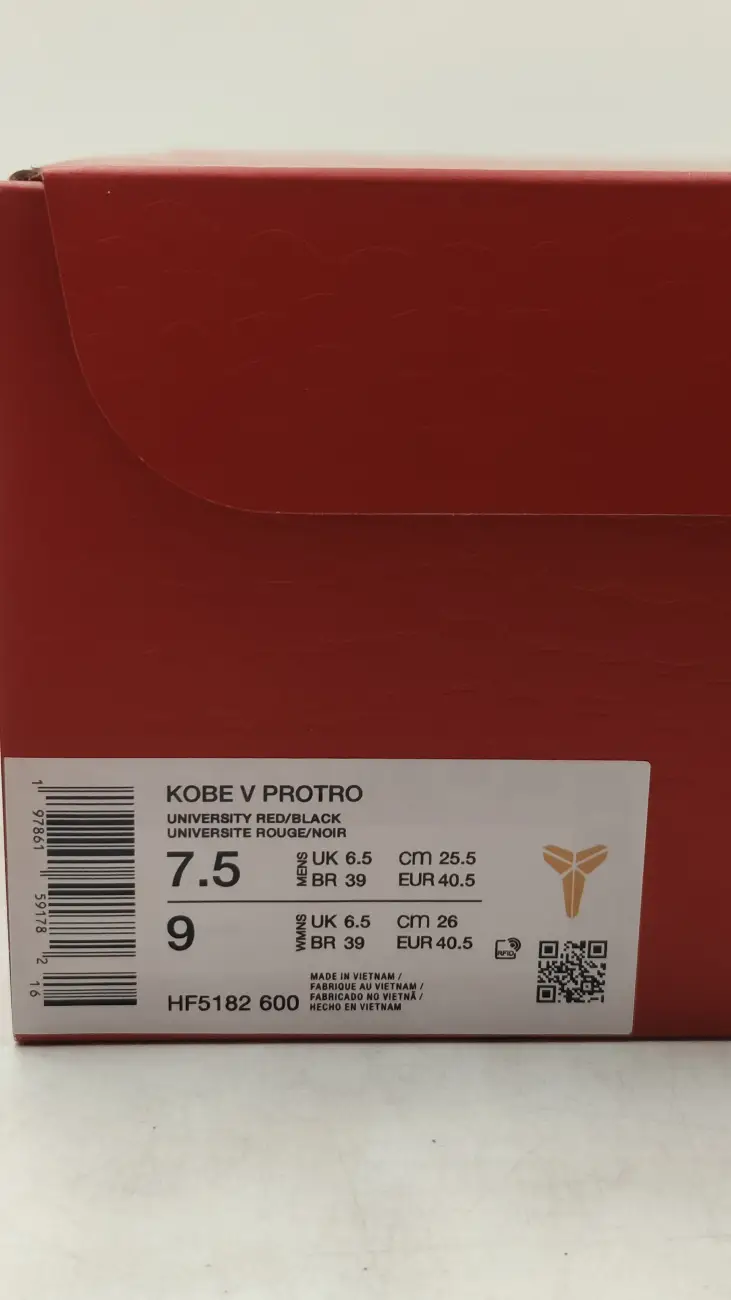 KOBE V PROTRO
UNIVERSITY RED/BLACK
UNIVERSITE ROUGE/NOIR
7.5 MENS UK 6.5 cm 25.5
BR 39 EUR 40.5
9 WMNS UK 6.5 cm 26
BR 39 EUR 40.5
RFID
HF5182 600
MADE IN VIETNAM /
FABRIQUE AU VIETNAM /
FABRICADO NO VIETNÃ /
HECHO EN VIETNAM
1 97861 59178 2 16